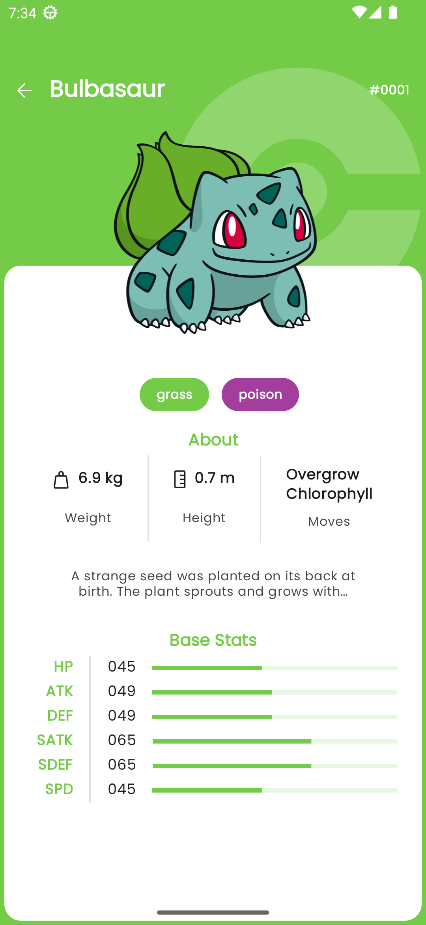 7:34
Bulbasaur
#0001
grass poison
About
6.9 kg
Weight
0.7 m
Height
Overgrow
Chlorophyll
Moves
A strange seed was planted on its back at
birth. The plant sprouts and grows with…
Base Stats
HP 045
ATK 049
DEF 049
SATK 065
SDEF 065
SPD 045